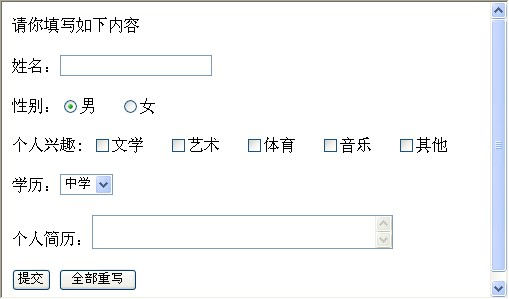 请你填写如下内容
姓名：
性别： 男 女
个人兴趣: 文学 艺术 体育 音乐 其他
学历： 中学
个人简历：
提交 全部重写